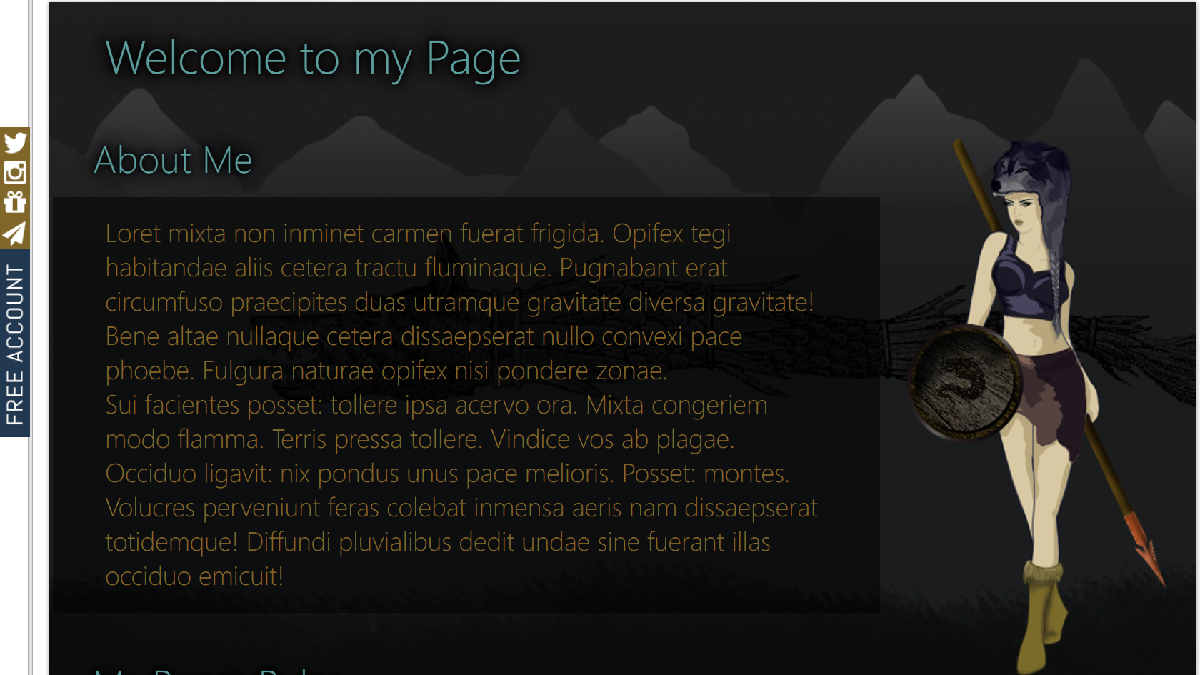 Welcome to my Page
About Me
Loret mixta non inminet carmen fuerat frigida. Opifex tegi
habitandae aliis cetera tractu fluminaque. Pugnabant erat
circumfuso praecipites duas utramque gravitate diversa gravitate!
Bene altae nullaque cetera dissaepserat nullo convexi pace
phoebe. Fulgura naturae opifex nisi pondere zonae.
Sui facientes posset: tollere ipsa acervo ora. Mixta congeriem
modo flamma. Terris pressa tollere. Vindice vos ab plagae.
Occiduo ligavit: nix pondus unus pace melioris. Posset: montes.
Volucres perveniunt feras colebat inmensa aeris nam dissaepserat
totidemque! Diffundi pluvialibus dedit undae sine fuerant illas
occiduo emicuit!
FREE ACCOUNT